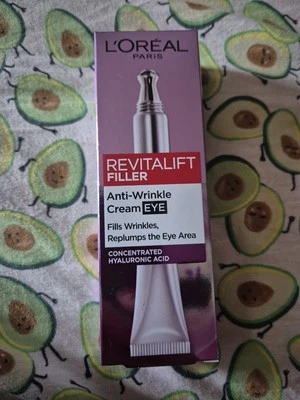 L'ORÉAL
PARIS
REVITALIFT
FILLER
Anti-Wrinkle
Cream EYE
Fills Wrinkles,
Replumps the Eye Area
CONCENTRATED
HYALURONIC ACID